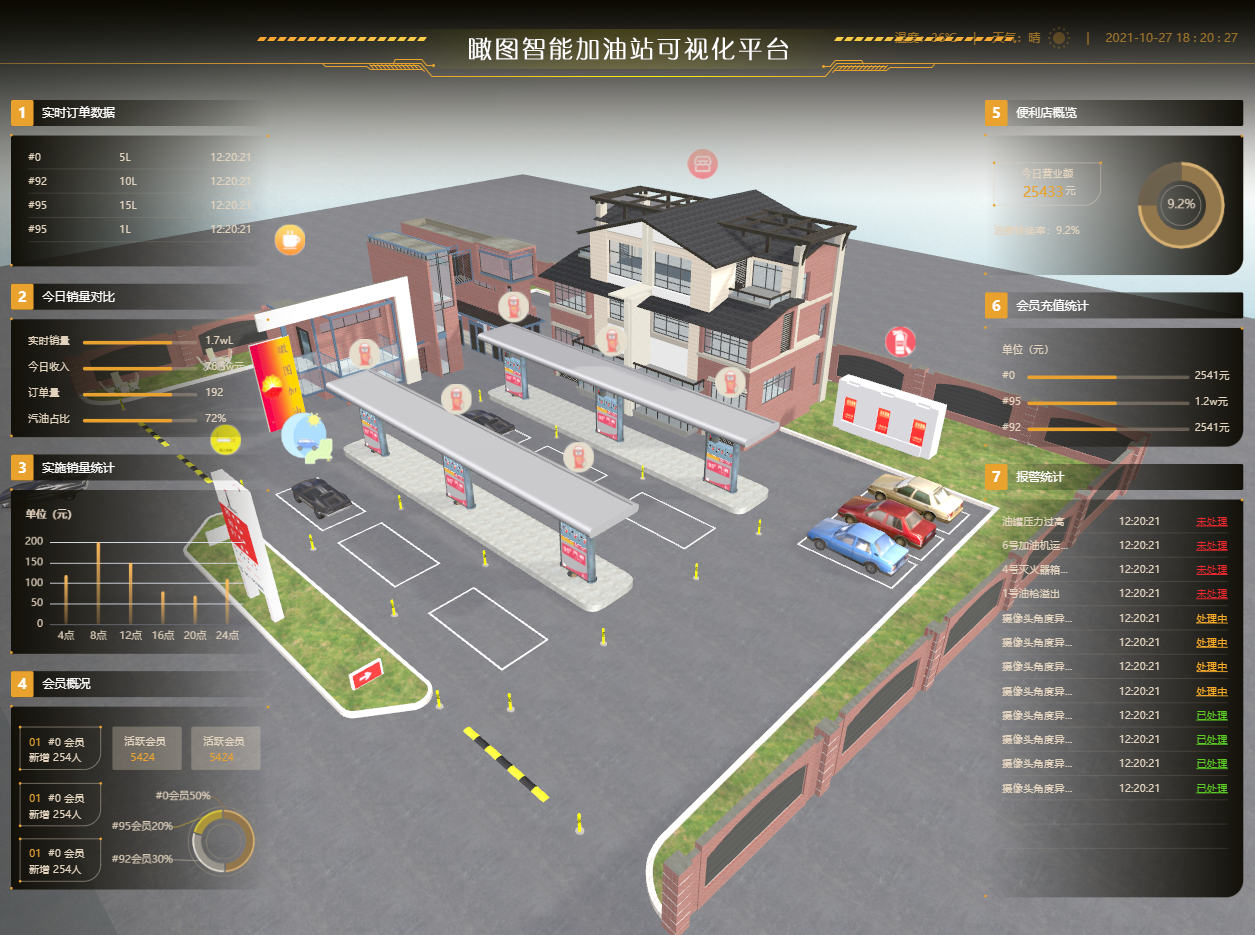 瞰图智能加油站可视化平台
天气: 晴 | 2021-10-27 18 : 20 : 27
1 实时订单数据
#0 5L 12:20:21
#92 10L 12:20:21
#95 15L 12:20:21
#95 1L 12:20:21
2 今日销量对比
实时销量 1.7wL
今日收入
订单量 192
汽油占比 72%
3 实施销量统计
单位（元）
200
150
100
50
0
4点 8点 12点 16点 20点 24点
4 会员概况
01 #0 会员
新增 254人
活跃会员
5424
活跃会员
5424
01 #0 会员
新增 254人
01 #0 会员
新增 254人
#0会员50%
#95会员20%
#92会员30%
5 便利店概览
今日营业额
25433元
9.2%
率：9.2%
6 会员充值统计
单位（元）
#0 2541元
#95 1.2w元
#92 2541元
7 报警统计
油罐压力过高 12:20:21 未处理
6号加油机运... 12:20:21 未处理
4号灭火器箱... 12:20:21 未处理
1号油枪溢出 12:20:21 未处理
摄像头角度异... 12:20:21 处理中
摄像头角度异... 12:20:21 处理中
摄像头角度异... 12:20:21 处理中
摄像头角度异... 12:20:21 处理中
摄像头角度异... 12:20:21 已处理
摄像头角度异... 12:20:21 已处理
摄像头角度异... 12:20:21 已处理
摄像头角度异... 12:20:21 已处理